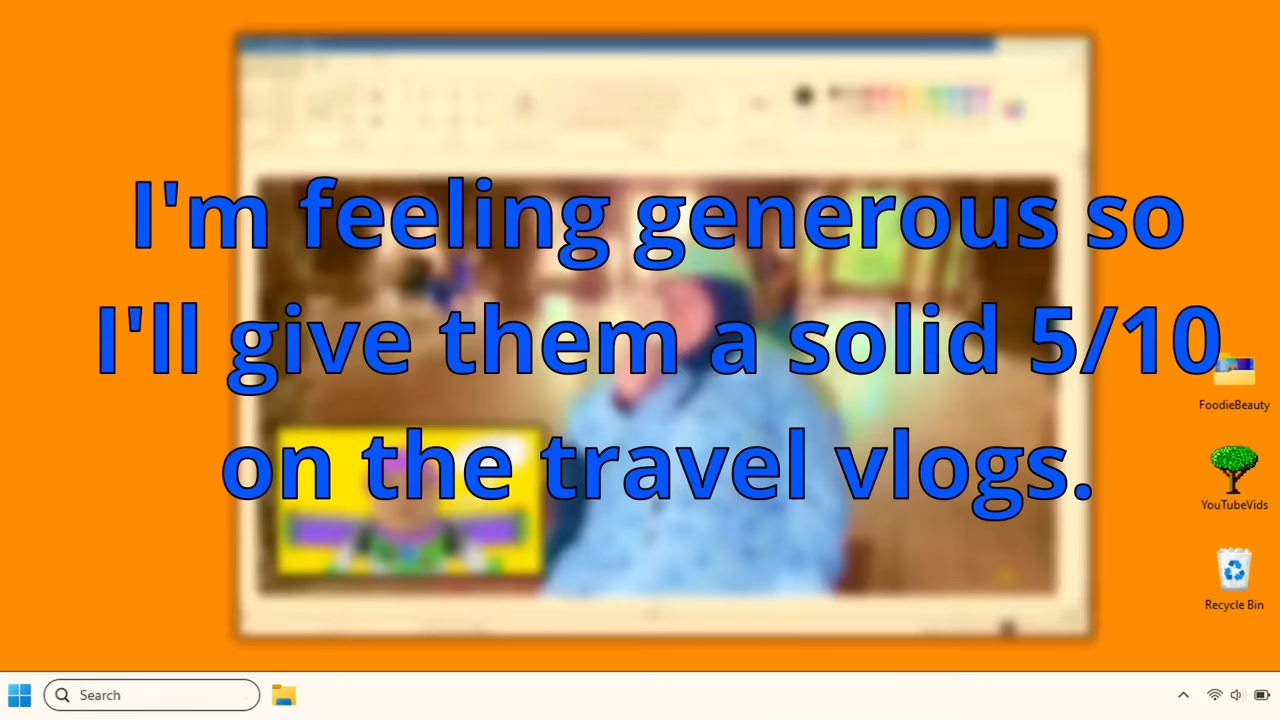 I'm feeling generous so
I'll give them a solid 5/10
on the travel vlogs.
FoodieBeauty
YouTubeVids
Recycle Bin
Search